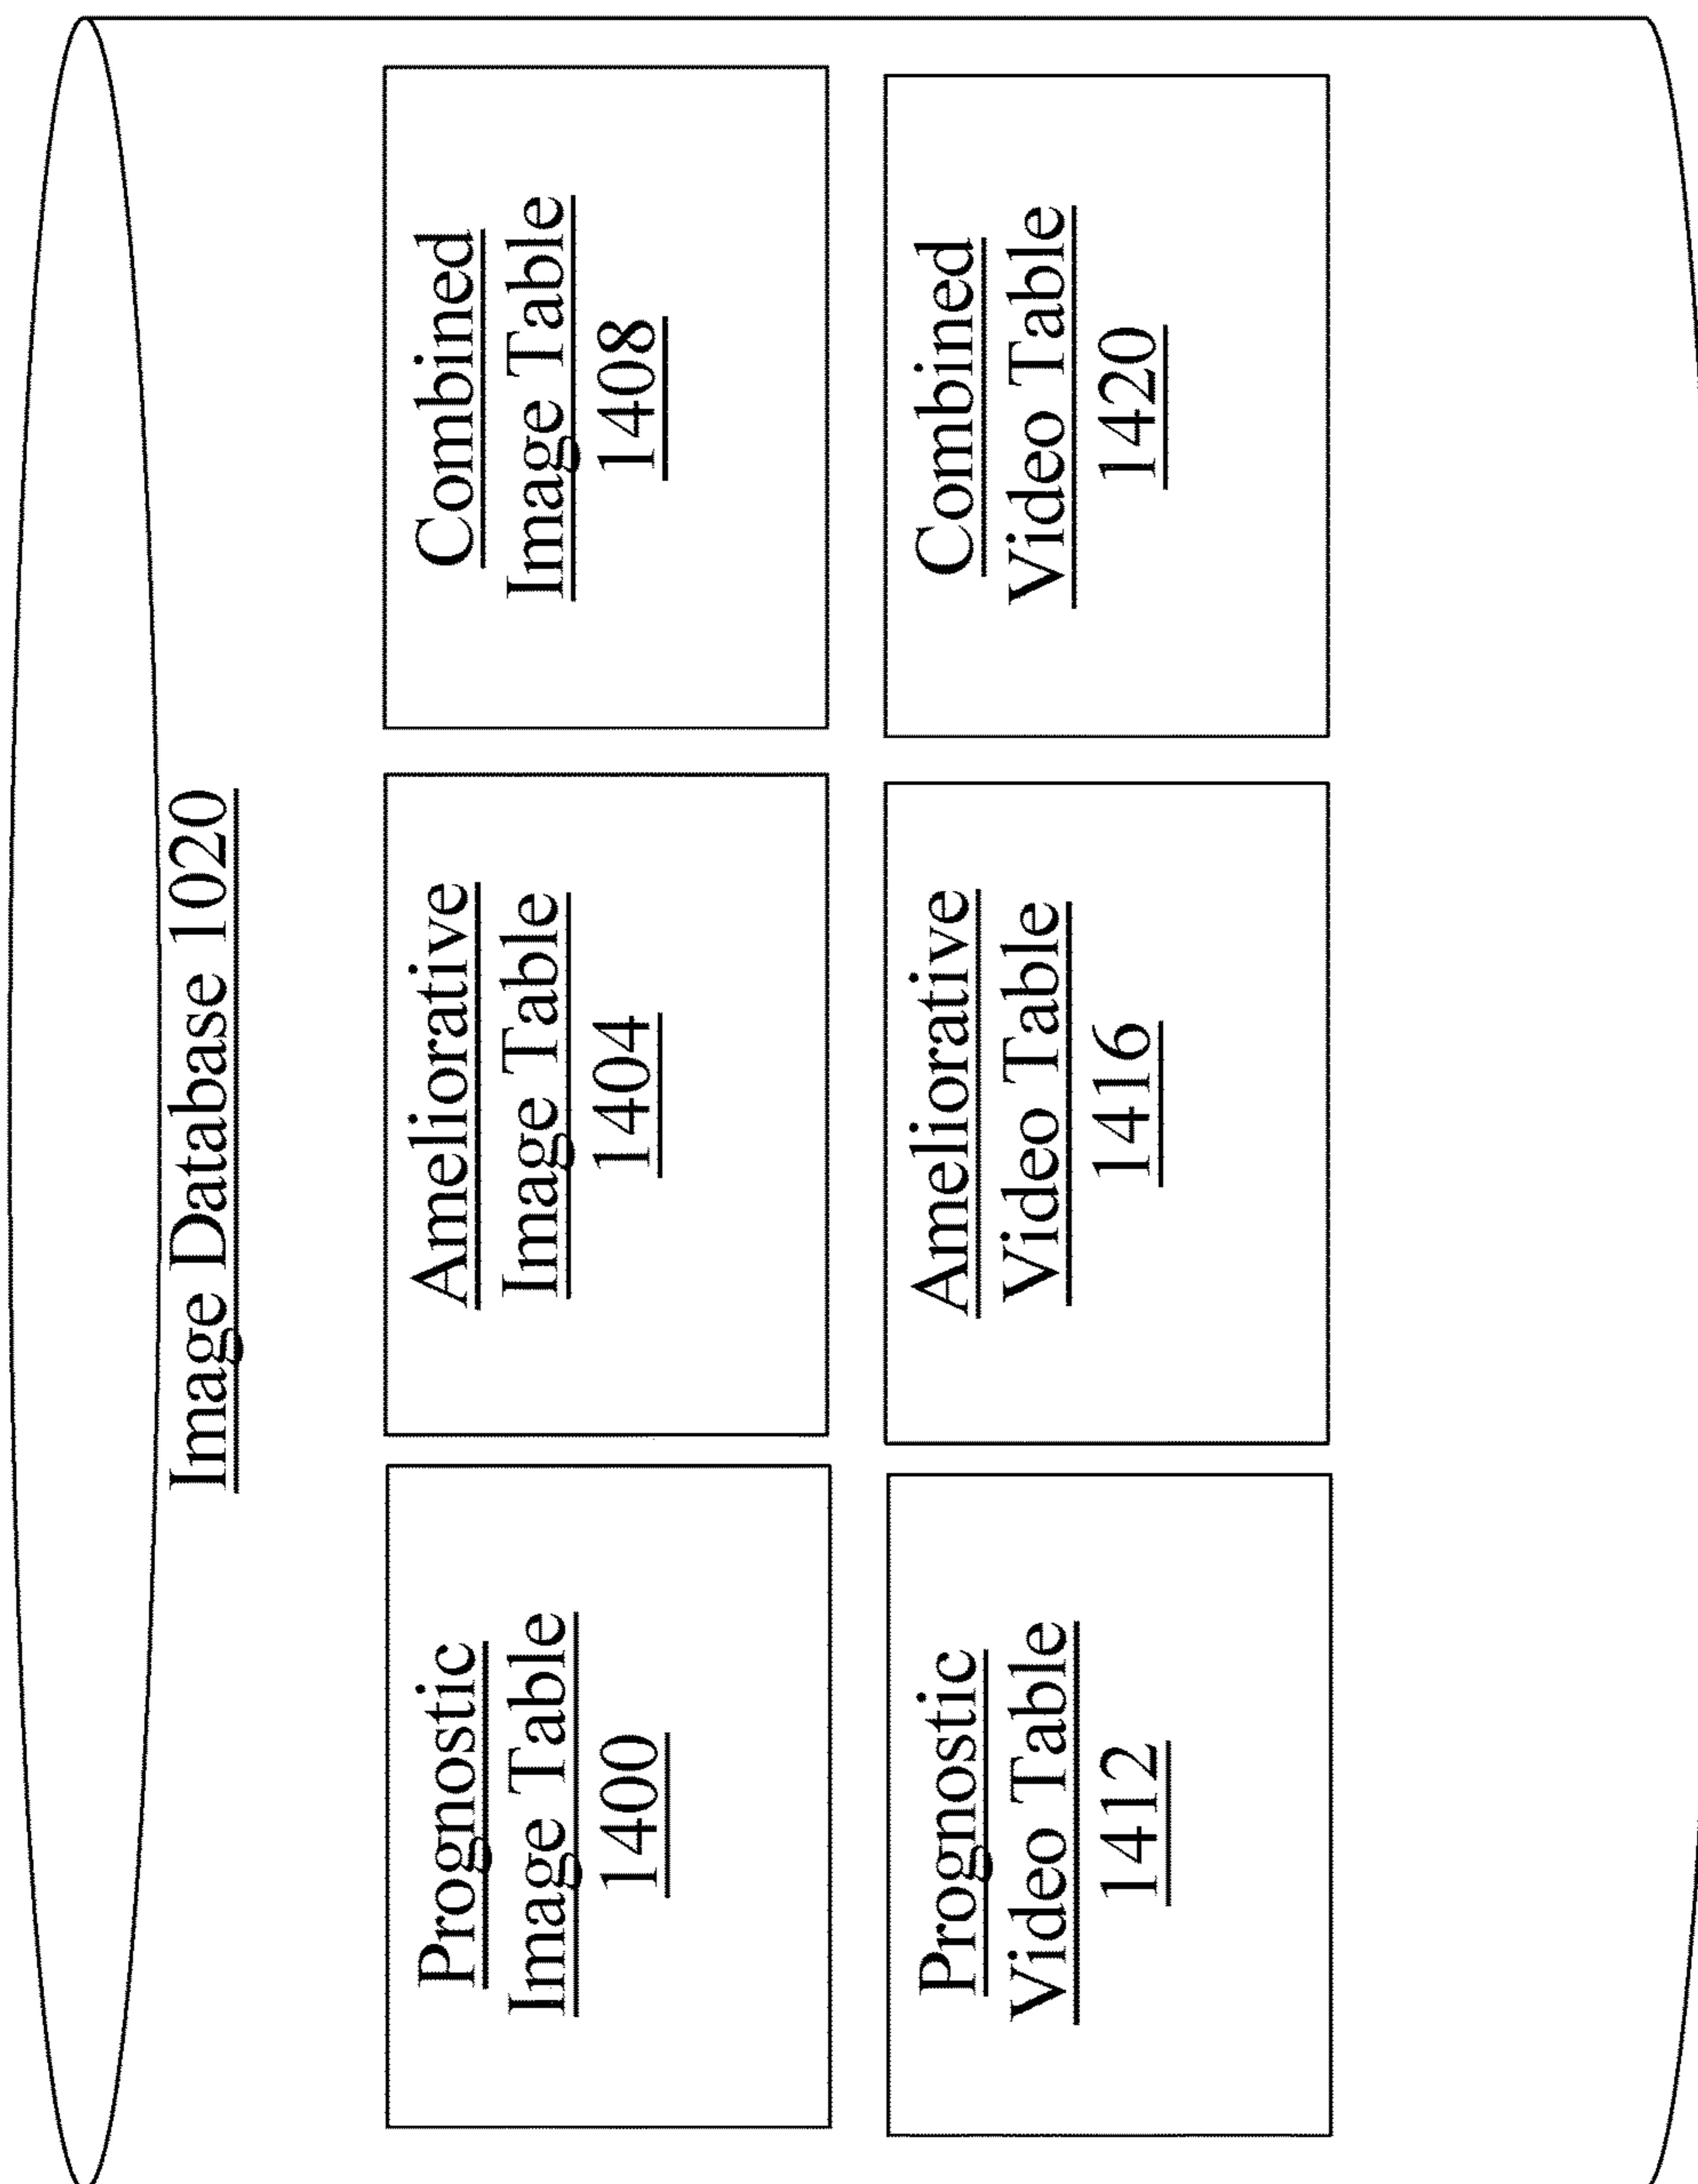 Image Database 1020
Prognostic
Image Table
1400
Ameliorative
Image Table
1404
Combined
Image Table
1408
Prognostic
Video Table
1412
Ameliorative
Video Table
1416
Combined
Video Table
1420